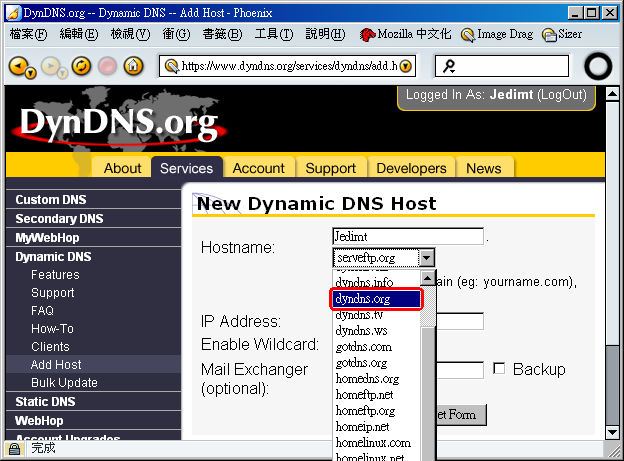 DynDNS.org -- Dynamic DNS -- Add Host - Phoenix
檔案(F) 編輯(E) 檢視(V) 衝(G) 書籤(B) 工具(T) 說明(H) Mozilla 中文化 Image Drag Sizer
https://www.dyndns.org/services/dyndns/add.h
Logged In As: Jedimt (LogOut)
DynDNS.org
About Services Account Support Developers News
Custom DNS
Secondary DNS
MyWebHop
Dynamic DNS
Features
Support
FAQ
How-To
Clients
Add Host
Bulk Update
Static DNS
WebHop
Account Upgrades
New Dynamic DNS Host
Hostname:
Jedimt .
serveftp.org
dyndns.info
ain (eg: yourname.com),
dyndns.org
dyndns.tv
IP Address:
dyndns.ws
Enable Wildcard:
gotdns.com
gotdns.org
Mail Exchanger
(optional):
Backup
homedns.org
homeftp.net
homeftp.org
et Form
homeip.net
homelinux.com
homelinux.net
完成